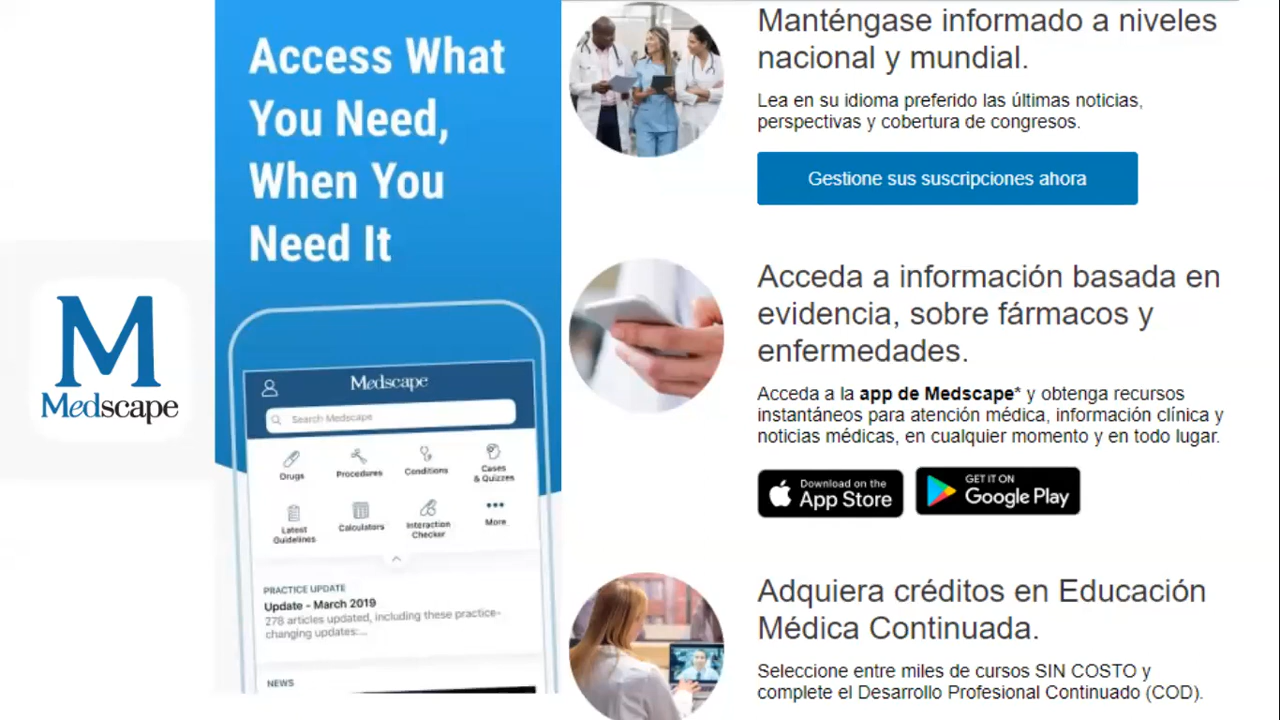 M
Medscape
Access What
You Need,
When You
Need It
Medscape
Search Medscape
Drugs
Procedures
Conditions
Cases
& Quizzes
Latest
Guidelines
Calculators
Interaction
Checker
More
PRACTICE UPDATE
Update - March 2019
278 articles updated, including these practice-
changing updates:...
NEWS
Manténgase informado a niveles
nacional y mundial.
Lea en su idioma preferido las últimas noticias,
perspectivas y cobertura de congresos.
Gestione sus suscripciones ahora
Acceda a información basada en
evidencia, sobre fármacos y
enfermedades.
Acceda a la app de Medscape* y obtenga recursos
instantáneos para atención médica, información clínica y
noticias médicas, en cualquier momento y en todo lugar.
Download on the
App Store
GET IT ON
Google Play
Adquiera créditos en Educación
Médica Continuada.
Seleccione entre miles de cursos SIN COSTO y
complete el Desarrollo Profesional Continuado (COD).